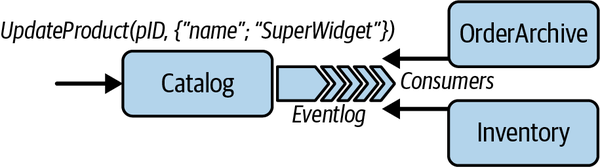 UpdateProduct(pID, {"name"; “SuperWidget”})
OrderArchive
Catalog
Consumers
Eventlog
Inventory